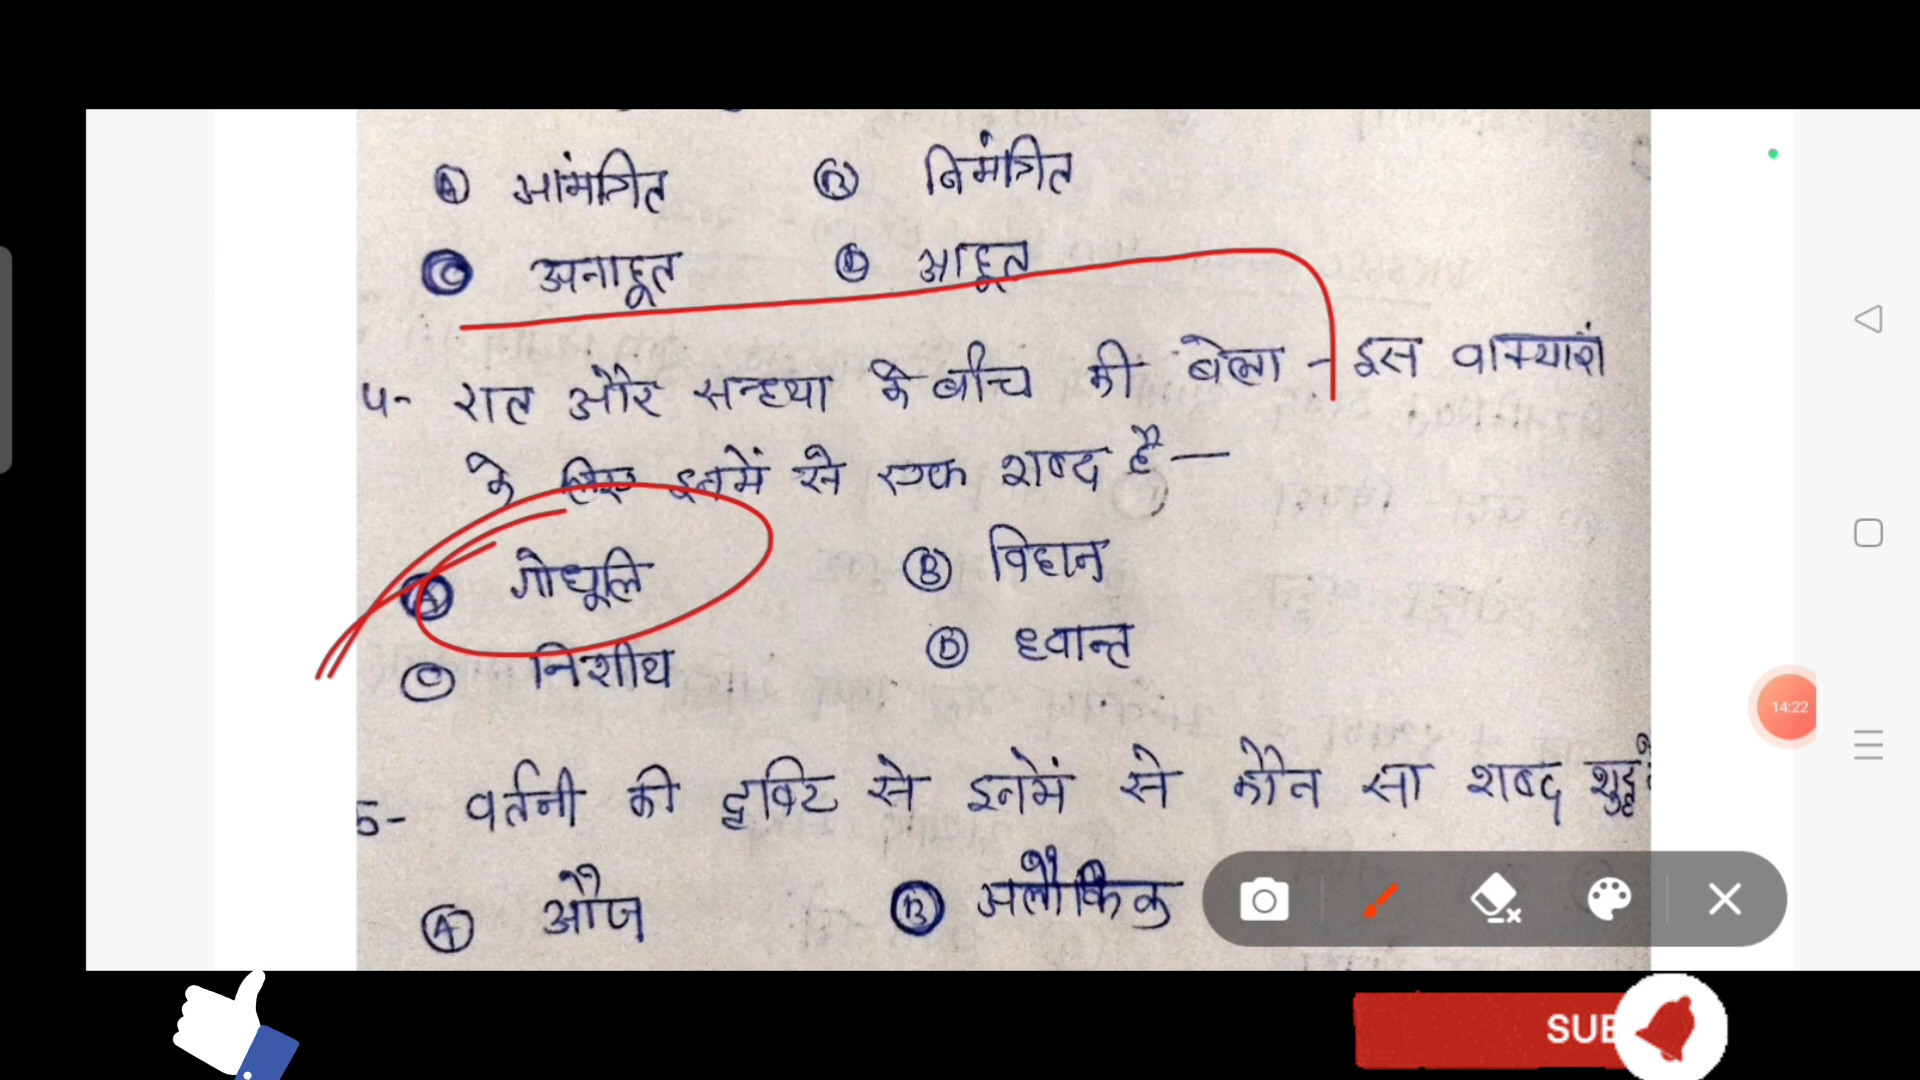 A आंमत्रित B निमंत्रित
C अनाहूत D आहूत
4- रात और सन्ध्या के बीच की बेला - इस वाक्यांश
के लिए इनमें से एक शब्द है —
A गोधूलि B विहान
C निशीथ D ध्वान्त
5- वर्तनी की दृष्टि से इनमें से कौन सा शब्द शुद्ध है
A औज B अलौकिक
14:22
SUB